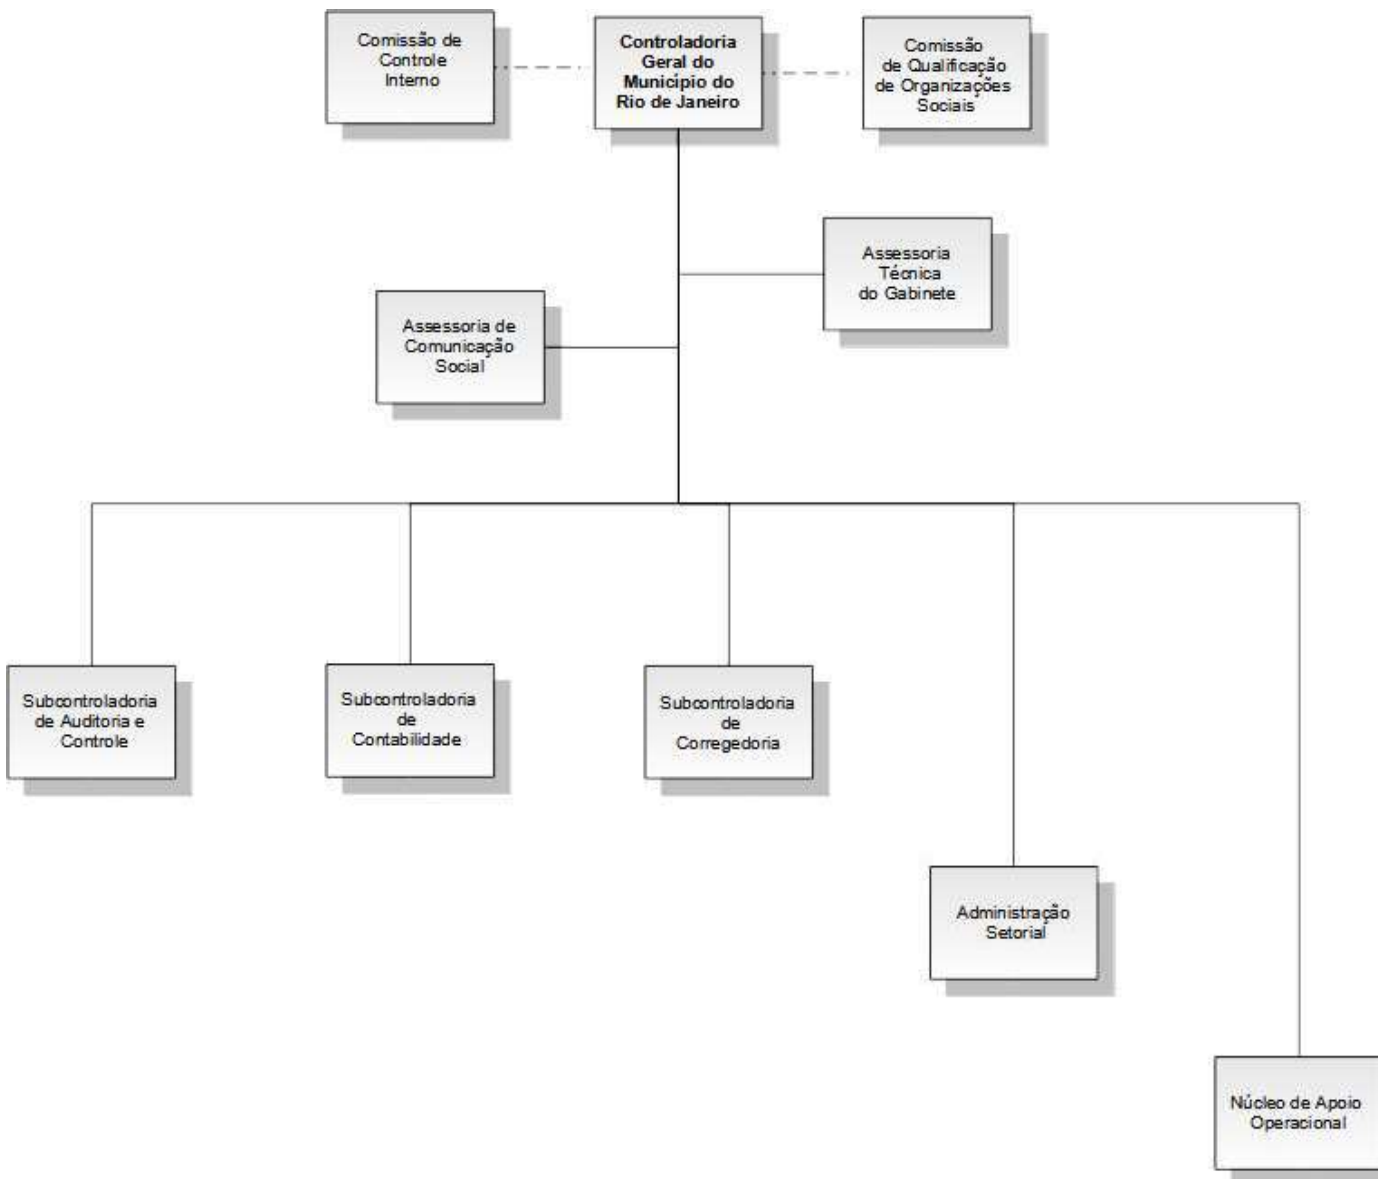 Comissão de
Controle
Interno
Controladoria
Geral do
Município do
Rio de Janeiro
Comissão
de Qualificação
de Organizações
Sociais
Assessoria
Técnica
do Gabinete
Assessoria de
Comunicação
Social
Subcontroladoria
de Auditoria e
Controle
Subcontroladoria
de
Contabilidade
Subcontroladoria
de
Corregedoria
Administração
Setorial
Núcleo de Apoio
Operacional